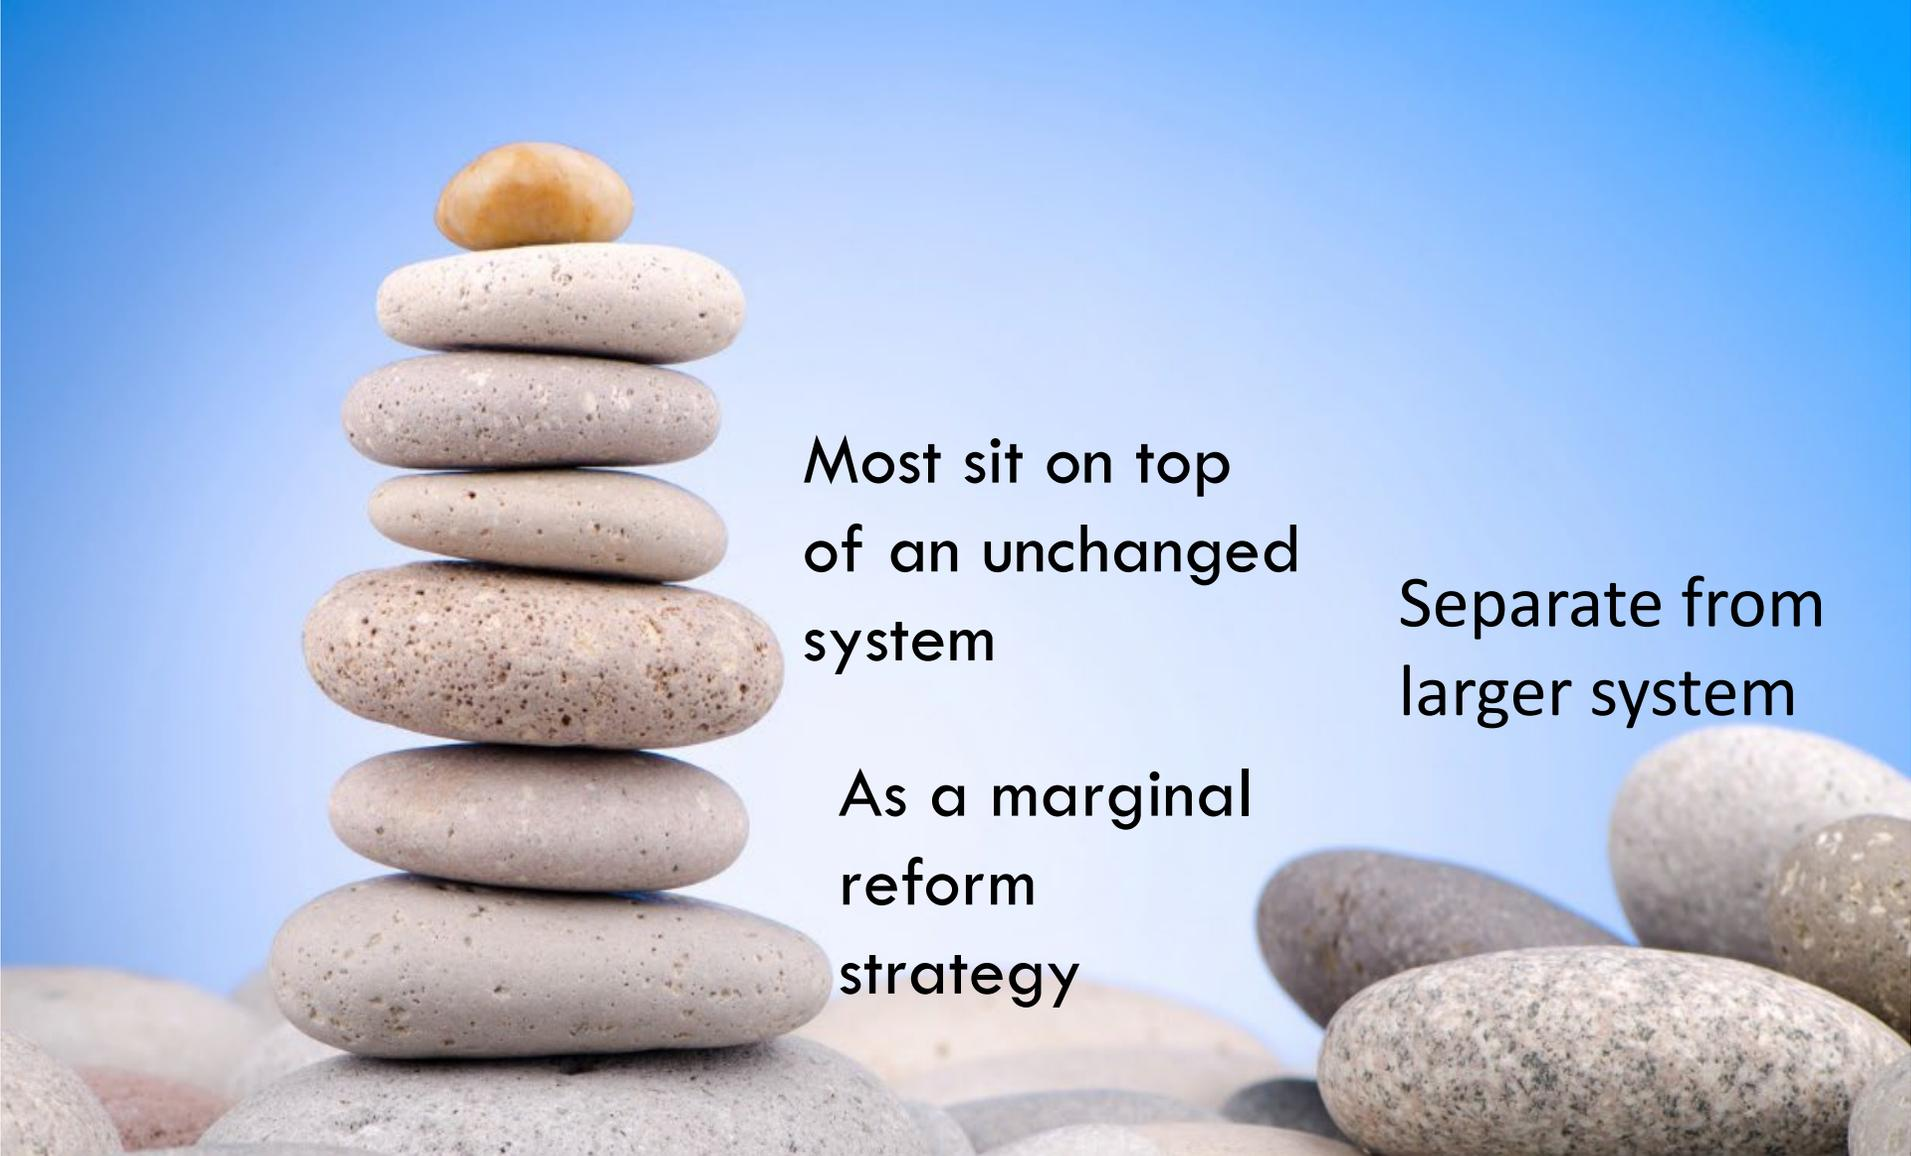 Most sit on top
of an unchanged
system
As a marginal
reform
strategy
Separate from
larger system